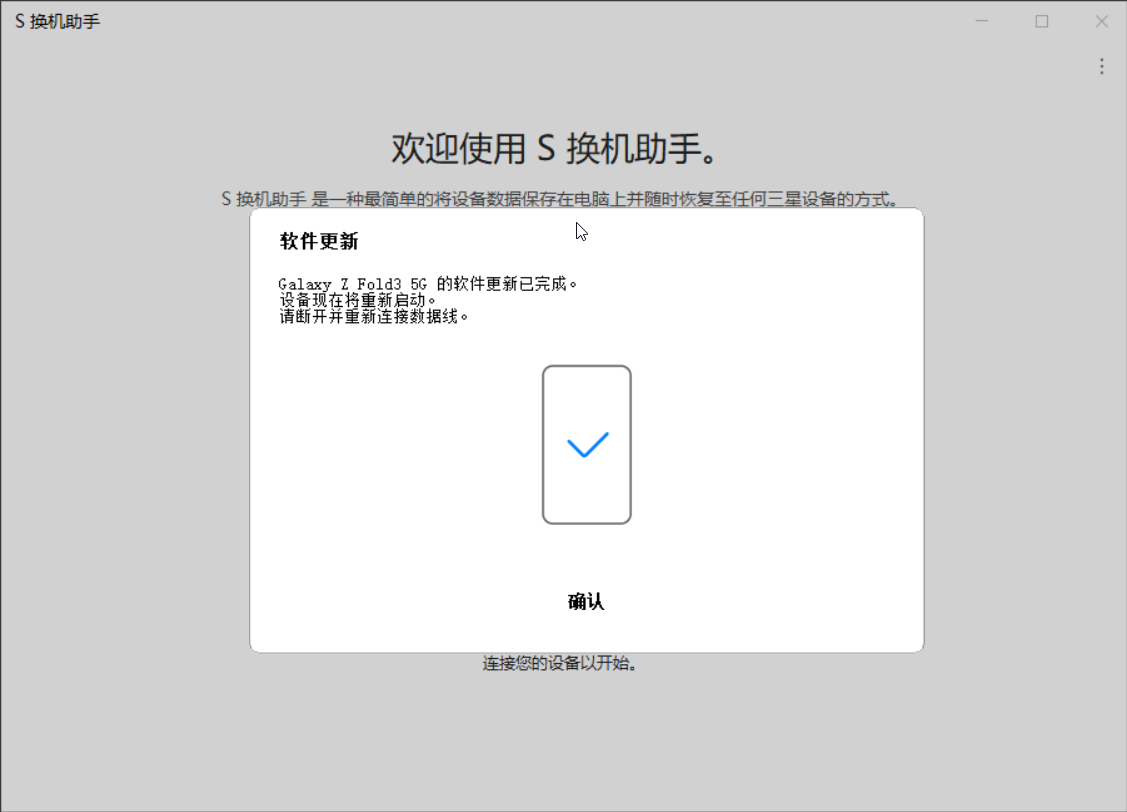 S 换机助手
欢迎使用 S 换机助手。
S 换机助手 是一种最简单的将设备数据保存在电脑上并随时恢复至任何三星设备的方式。
软件更新
Galaxy Z Fold3 5G 的软件更新已完成。
设备现在将重新启动。
请断开并重新连接数据线。
确认
连接您的设备以开始。